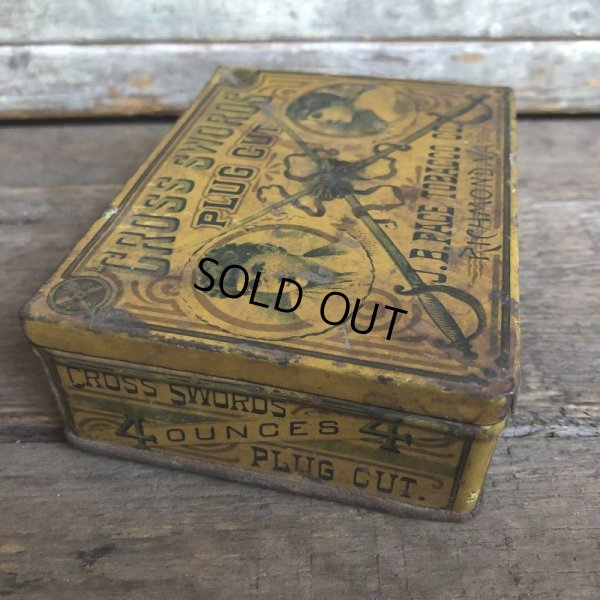 CROSS SWORDS
PLUG CUT
J.B. PACE TOBACCO CO.
RICHMOND, VA.
SOLD OUT
CROSS SWORDS
4 OUNCES 4
PLUG CUT.